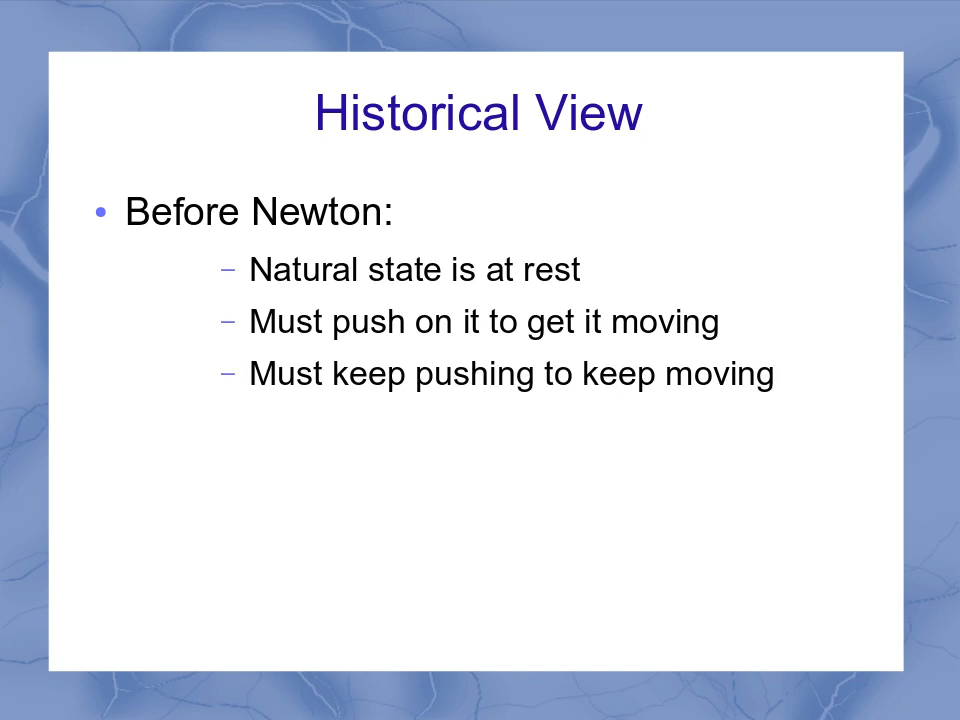 Historical View
• Before Newton:
– Natural state is at rest
– Must push on it to get it moving
– Must keep pushing to keep moving